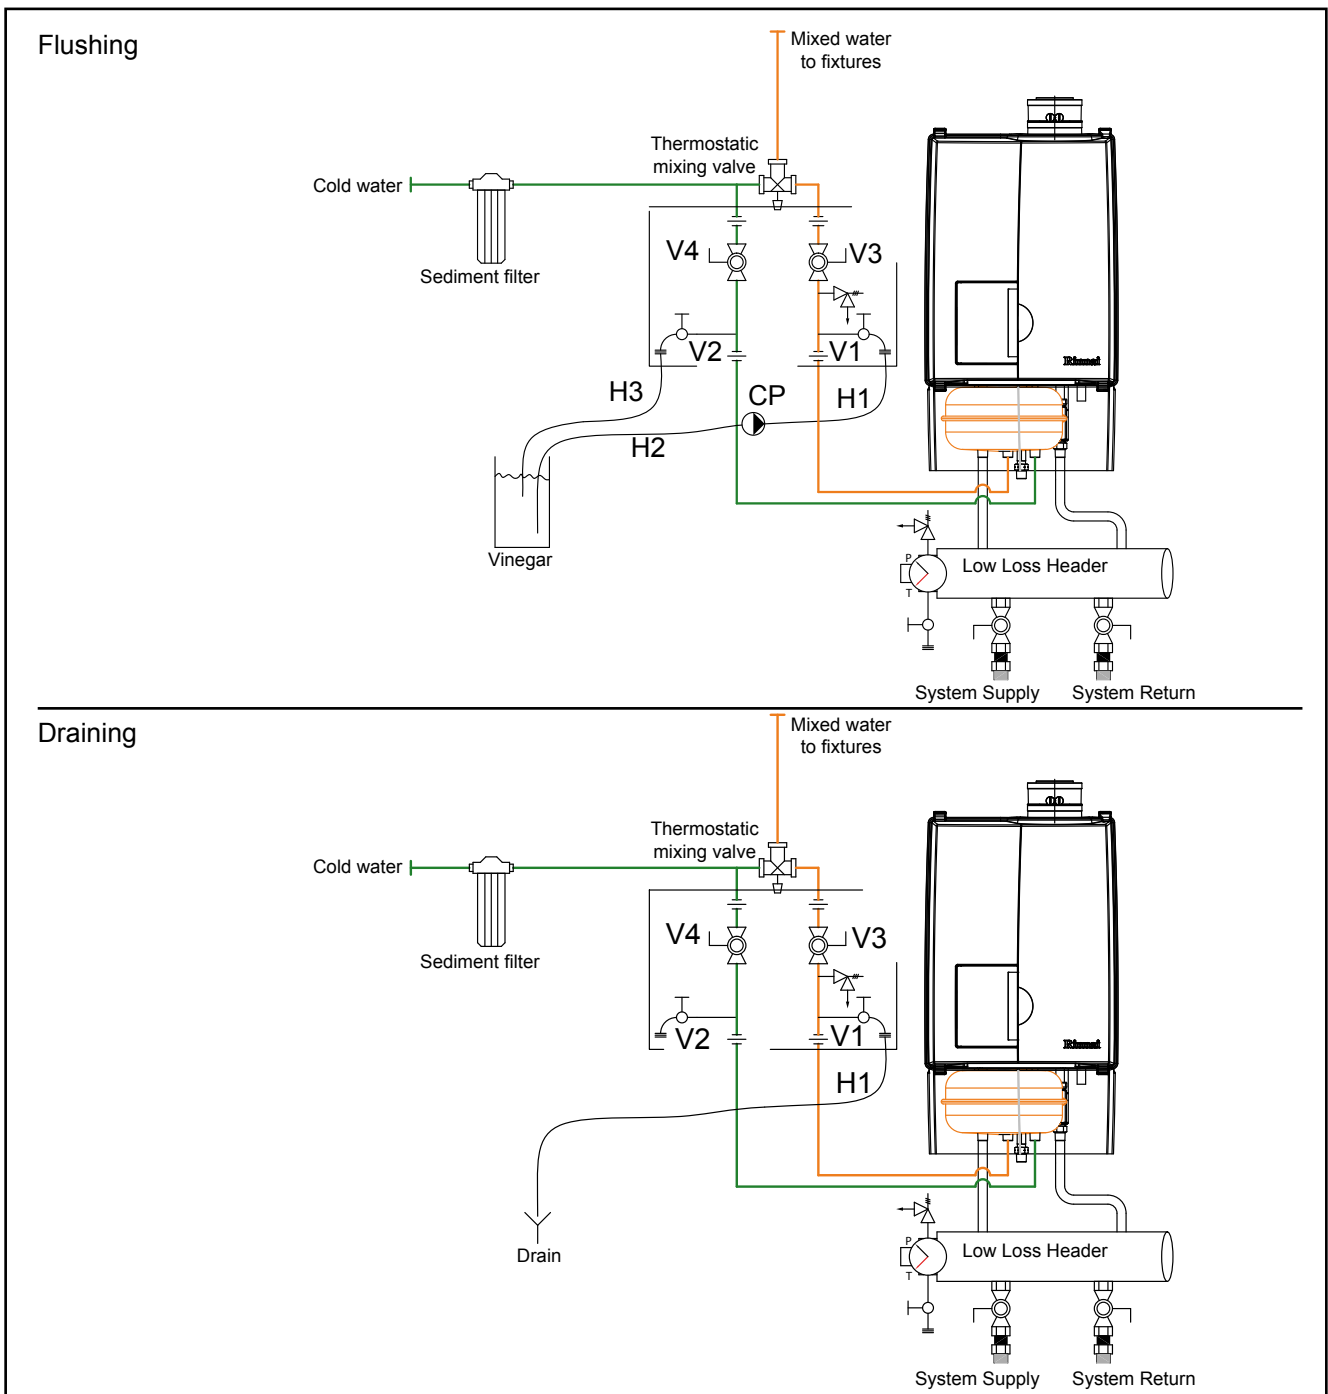 Flushing
Mixed water
to fixtures
Thermostatic
mixing valve
Cold water
Sediment filter
V4
V3
V2
V1
H3
CP
H1
H2
Rinnai
Vinegar
P
T
Low Loss Header
System Supply
System Return
Draining
Mixed water
to fixtures
Thermostatic
mixing valve
Cold water
Sediment filter
V4
V3
V2
V1
H1
Rinnai
Drain
P
T
Low Loss Header
System Supply
System Return